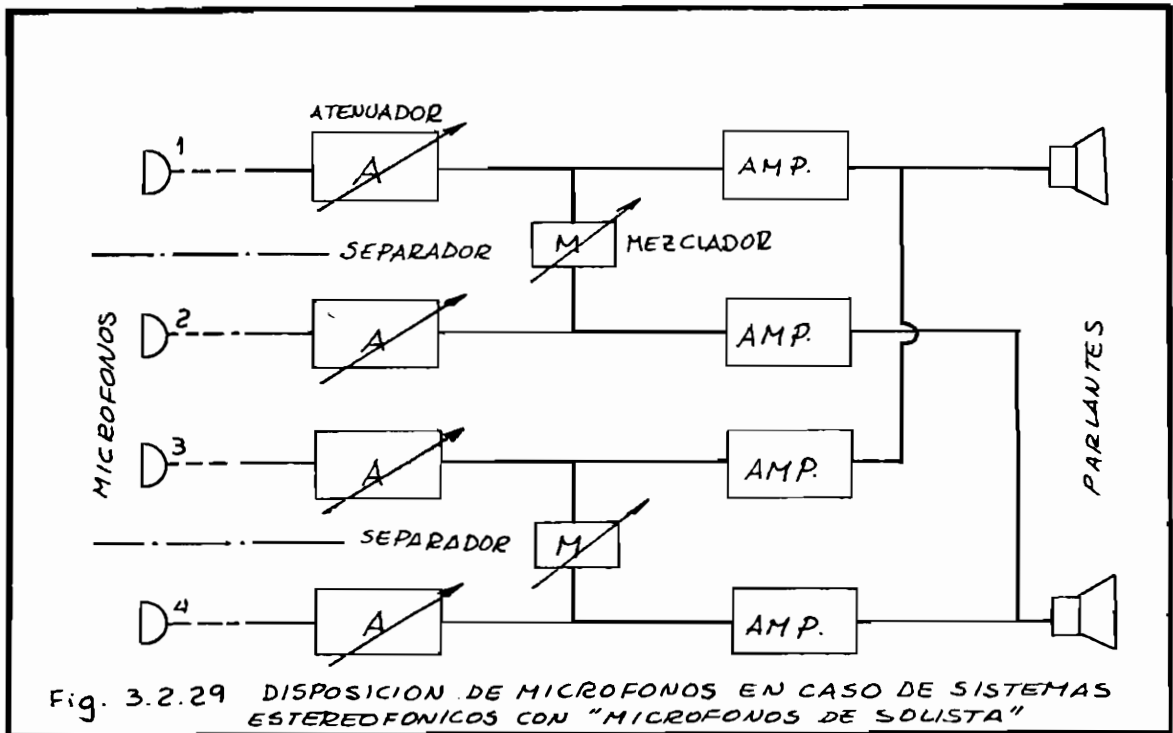 ATENUADOR
1
A
AMP.
M
MEZCLADOR
SEPARADOR
MICROFONOS
2
A
AMP.
PARLANTES
3
A
AMP.
SEPARADOR
M
4
A
AMP.
Fig. 3.2.29 DISPOSICION DE MICROFONOS EN CASO DE SISTEMAS
ESTEREOFONICOS CON "MICROFONOS DE SOLISTA"